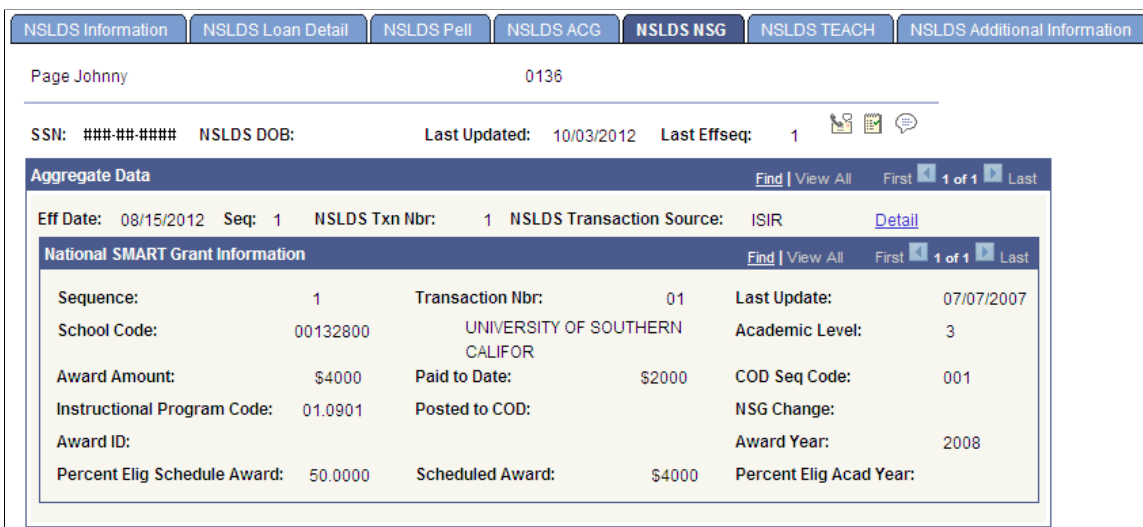 NSLDS Information NSLDS Loan Detail NSLDS Pell NSLDS ACG NSLDS NSG NSLDS TEACH NSLDS Additional Information
Page Johnny 0136
SSN: ###-##-#### NSLDS DOB: Last Updated: 10/03/2012 Last Effseq: 1
Aggregate Data Find | View All First 1 of 1 Last
Eff Date: 08/15/2012 Seq: 1 NSLDS Txn Nbr: 1 NSLDS Transaction Source: ISIR Detail
National SMART Grant Information Find | View All First 1 of 1 Last
Sequence: 1 Transaction Nbr: 01 Last Update: 07/07/2007
School Code: 00132800 UNIVERSITY OF SOUTHERN Academic Level: 3
CALIFOR
Award Amount: $4000 Paid to Date: $2000 COD Seq Code: 001
Instructional Program Code: 01.0901 Posted to COD: NSG Change:
Award ID: Award Year: 2008
Percent Elig Schedule Award: 50.0000 Scheduled Award: $4000 Percent Elig Acad Year: